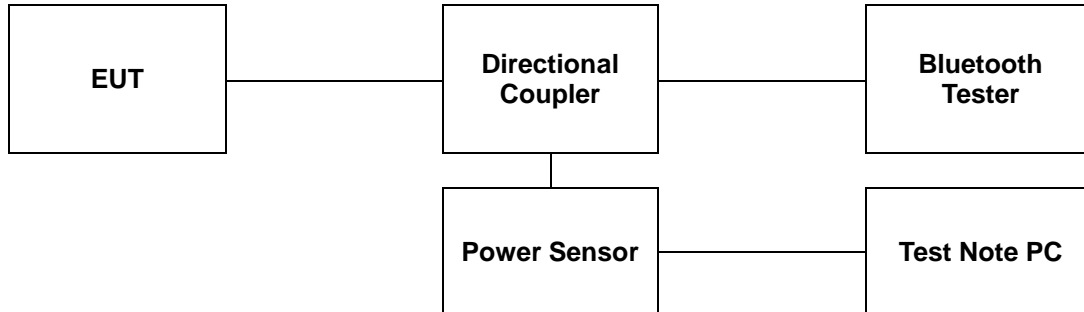 EUT
Directional
Coupler
Bluetooth
Tester
Power Sensor
Test Note PC